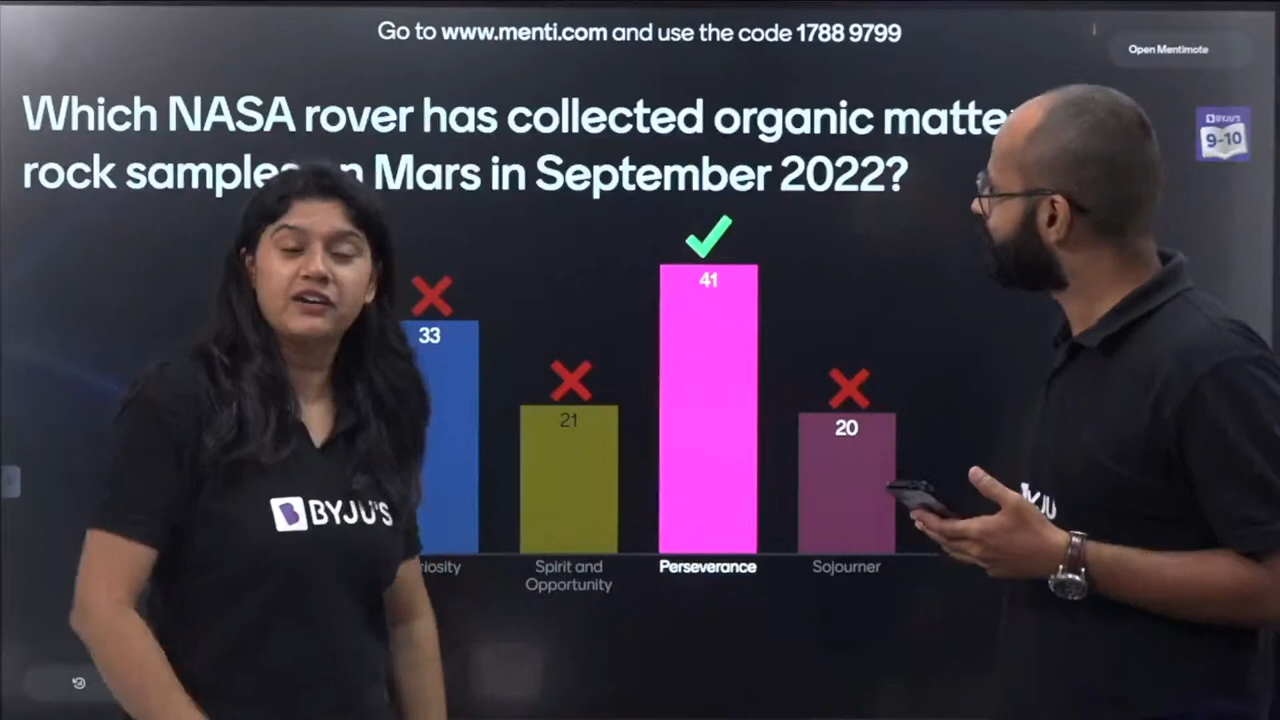 Go to www.menti.com and use the code 1788 9799
Open Mentimote
Which NASA rover has collected organic matte
rock sample n Mars in September 2022?
BYJU'S
9-10
41
33
21
20
BYJU'S
BYJU
riosity
Spirit and
Opportunity
Perseverance
Sojourner